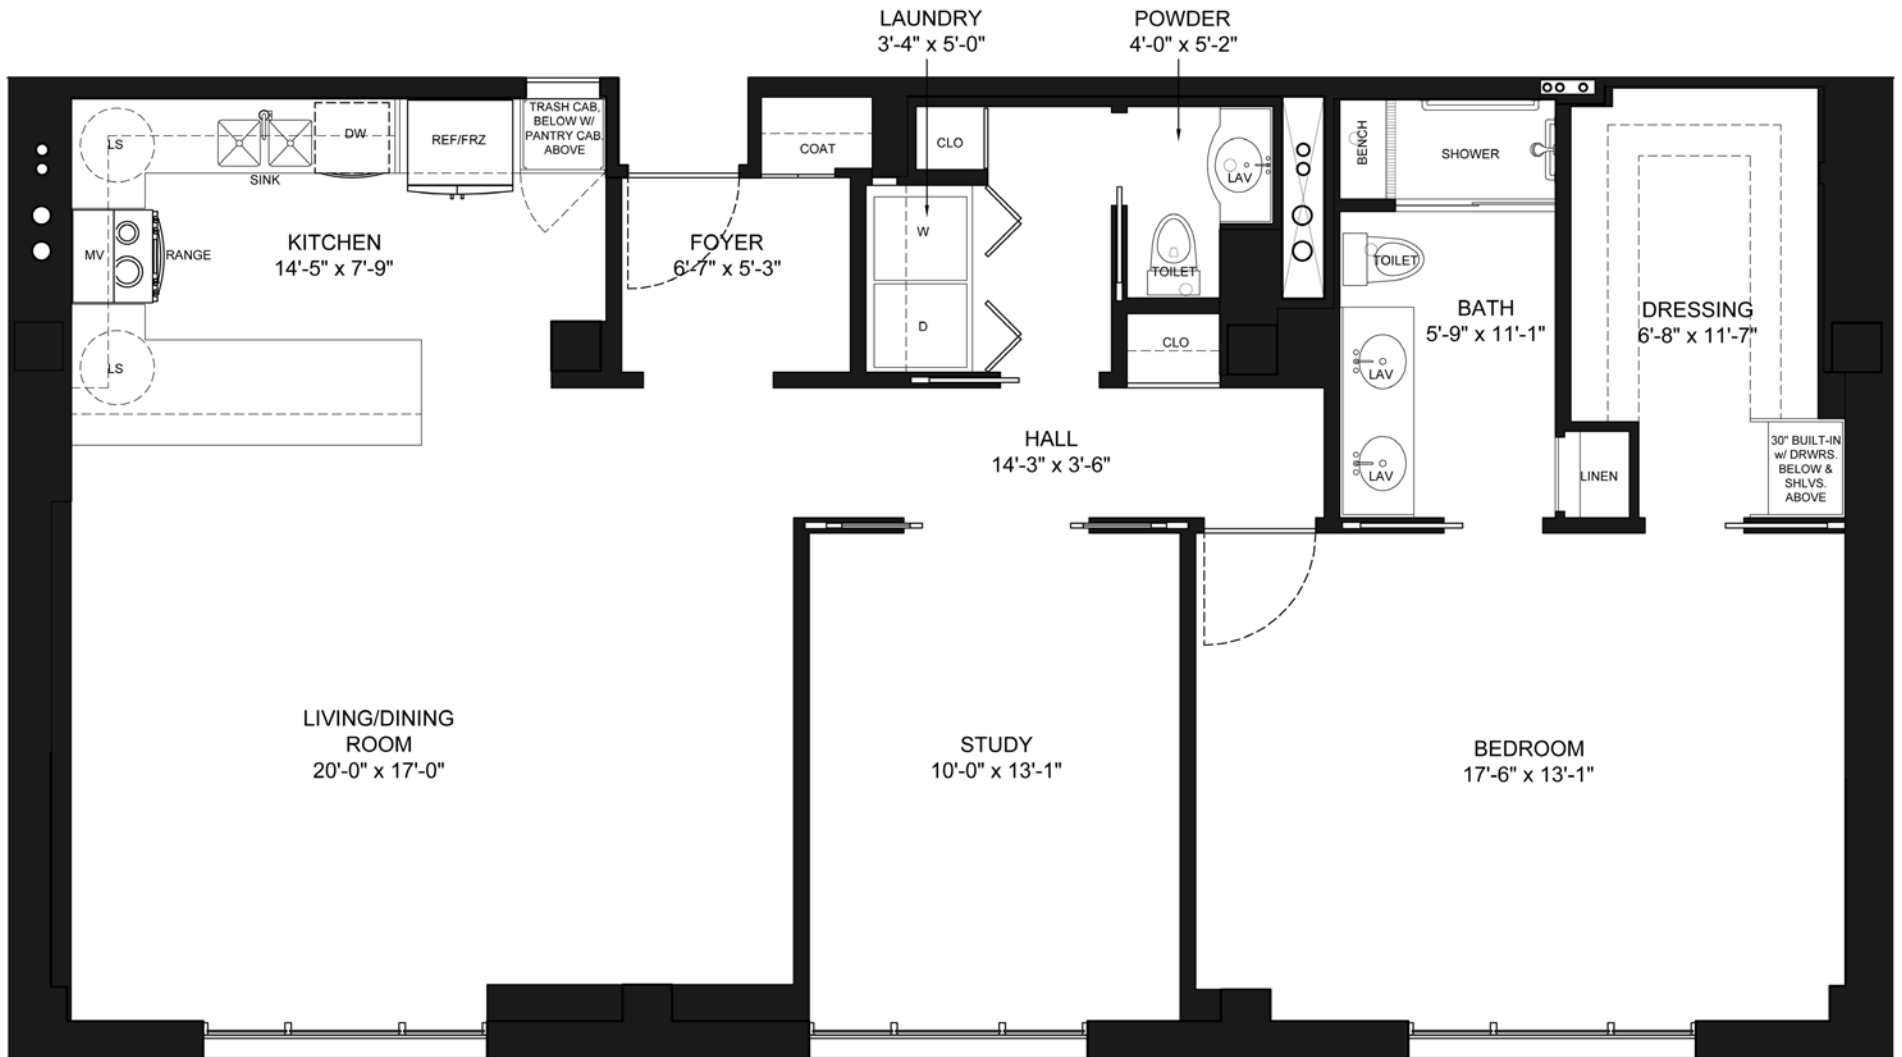 LAUNDRY
3'-4" x 5'-0"
POWDER
4'-0" x 5'-2"
LS
SINK
DW
REF/FRZ
TRASH CAB.
BELOW W/
PANTRY CAB.
ABOVE
COAT
CLO
LAV
BENCH
SHOWER
MV
RANGE
KITCHEN
14'-5" x 7'-9"
FOYER
6'-7" x 5'-3"
W
D
TOILET
TOILET
BATH
5'-9" x 11'-1"
DRESSING
6'-8" x 11'-7"
LS
CLO
LAV
LAV
HALL
14'-3" x 3'-6"
LINEN
30" BUILT-IN
w/ DRWRS.
BELOW &
SHLVS.
ABOVE
LIVING/DINING
ROOM
20'-0" x 17'-0"
STUDY
10'-0" x 13'-1"
BEDROOM
17'-6" x 13'-1"